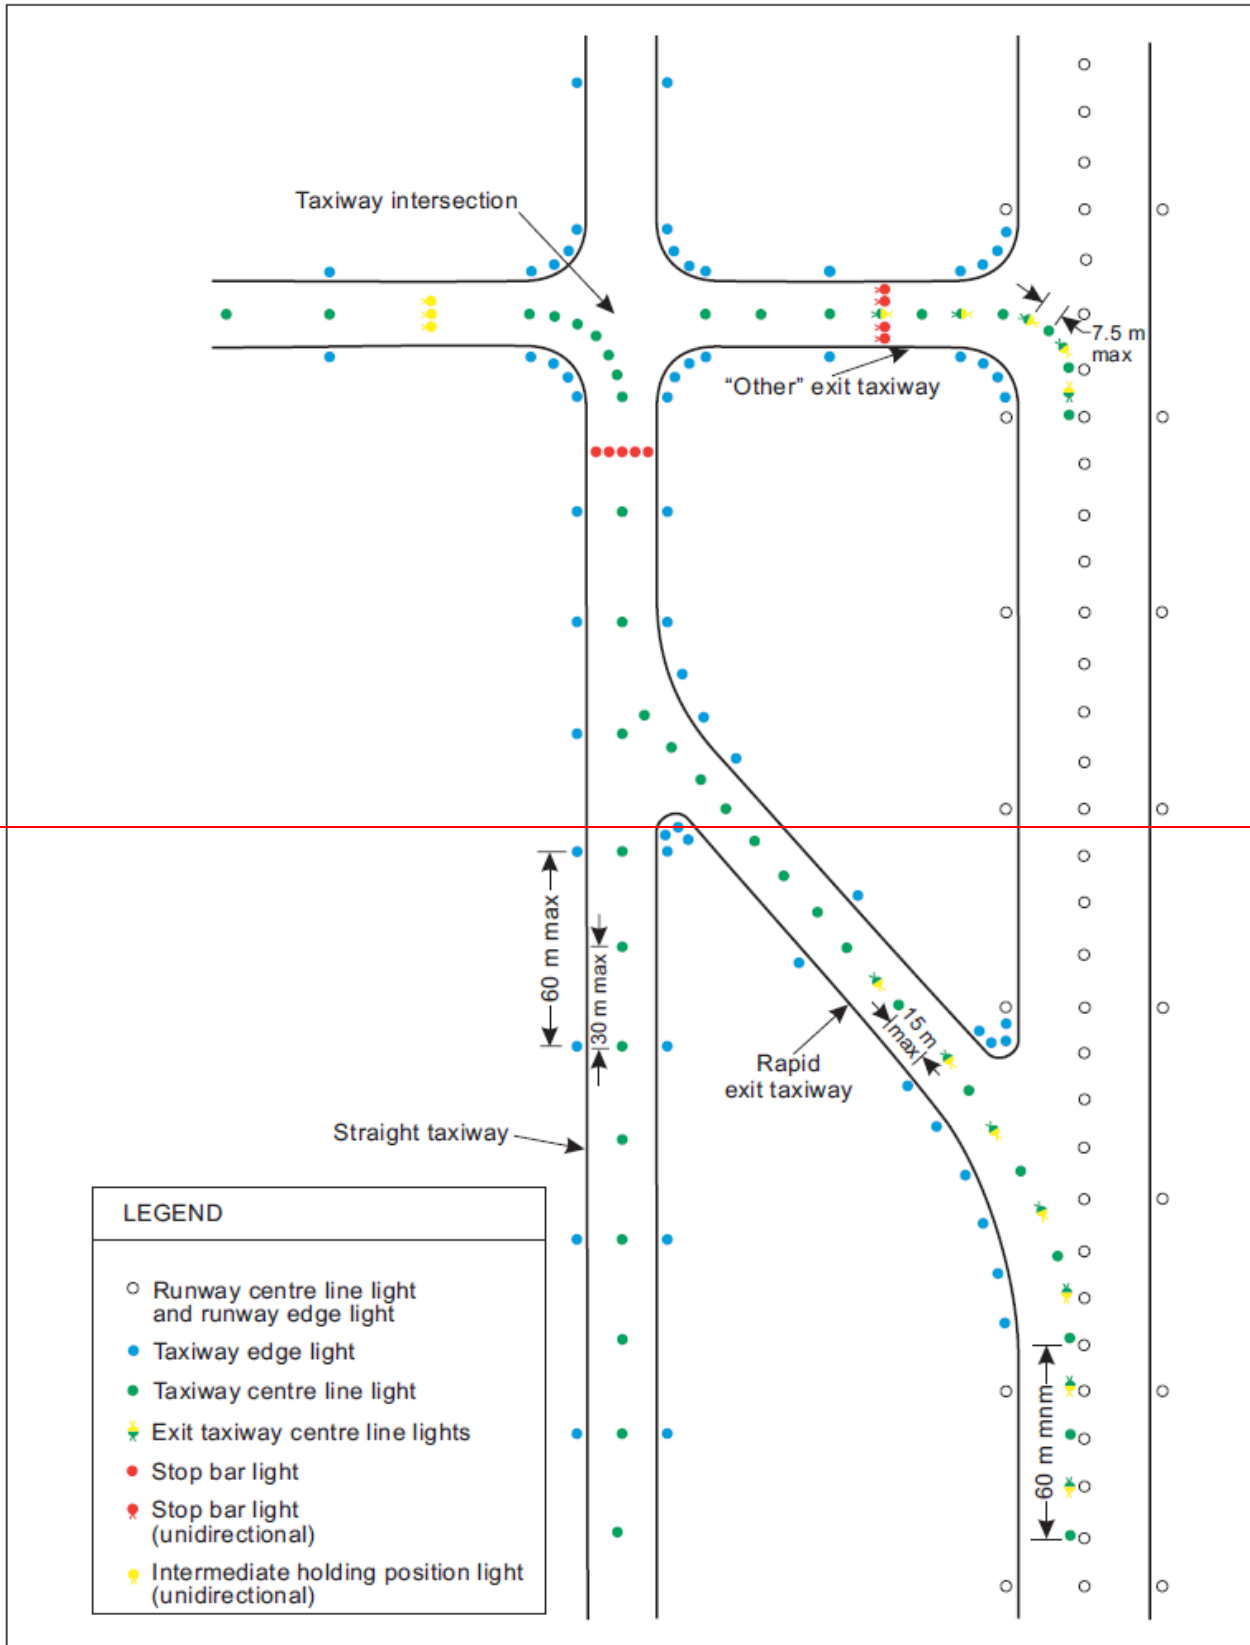 Taxiway intersection
7.5 m
max
“Other” exit taxiway
60 m max
30 m max
15 m
max
Rapid
exit taxiway
Straight taxiway
60 m mnm
LEGEND
Runway centre line light
and runway edge light
Taxiway edge light
Taxiway centre line light
Exit taxiway centre line lights
Stop bar light
Stop bar light
(unidirectional)
Intermediate holding position light
(unidirectional)